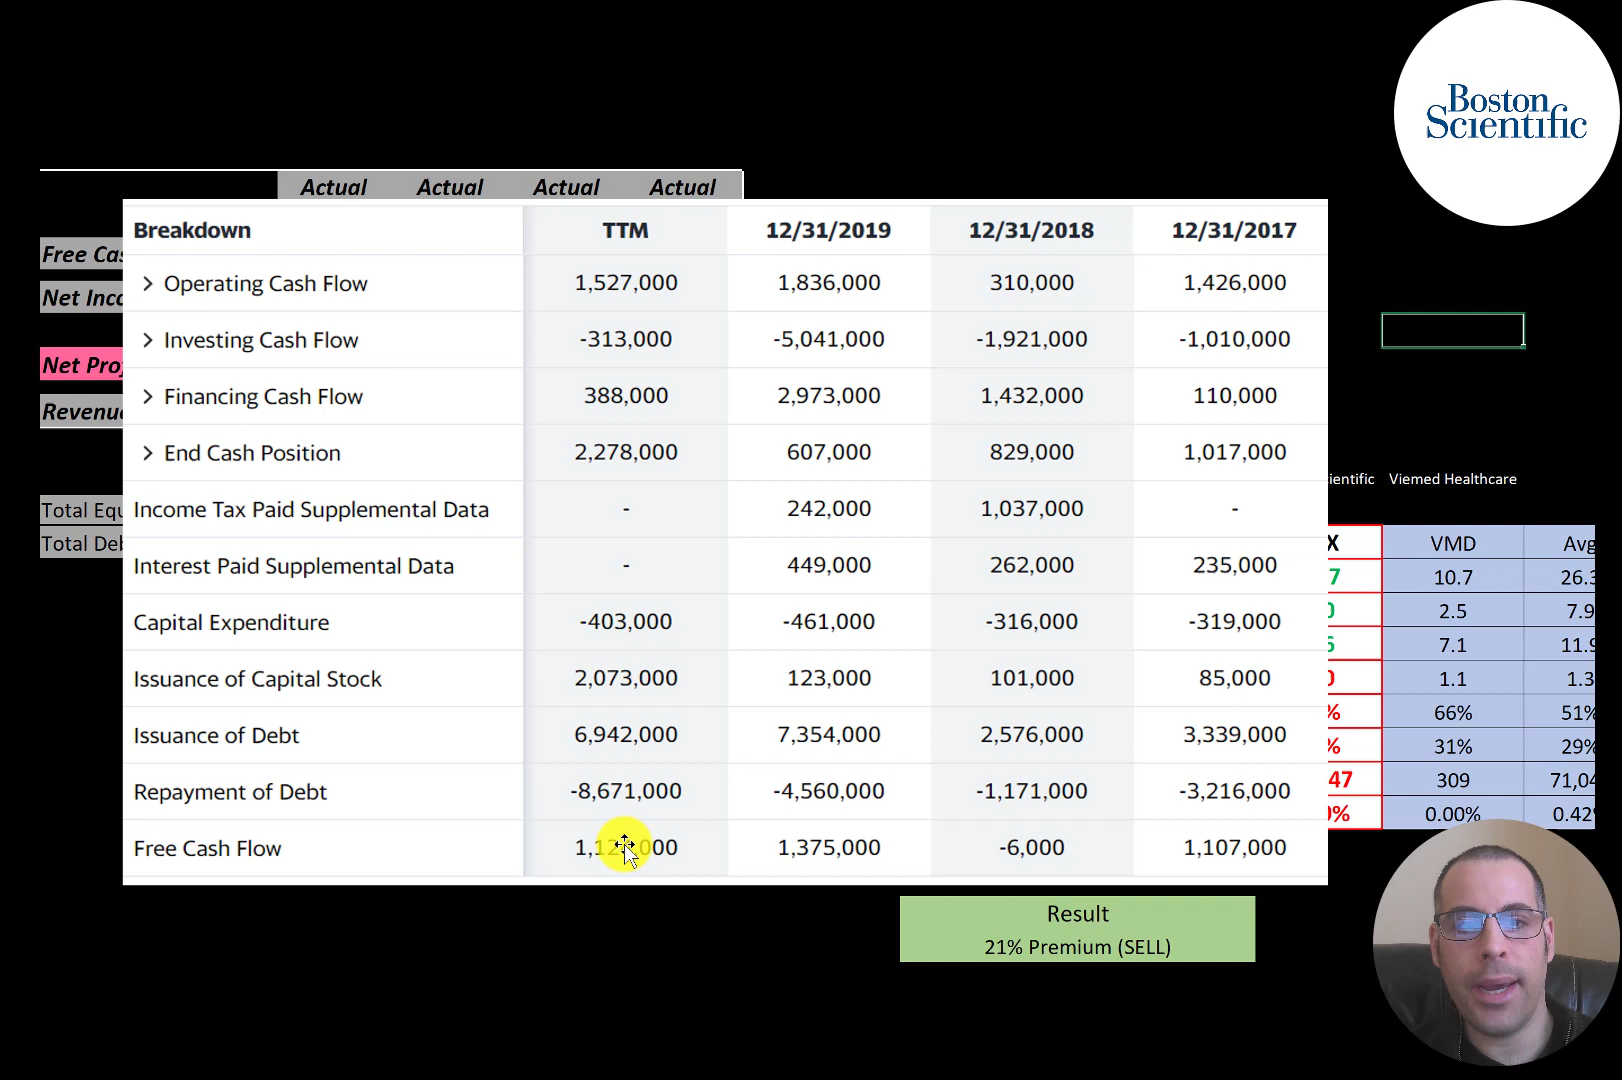 Boston
Scientific
Actual Actual Actual Actual
Breakdown TTM 12/31/2019 12/31/2018 12/31/2017
Free Operating Cash Flow 1,527,000 1,836,000 310,000 1,426,000
Net Investing Cash Flow -313,000 -5,041,000 -1,921,000 -1,010,000
Net Financing Cash Flow 388,000 2,973,000 1,432,000 110,000
End Cash Position 2,278,000 607,000 829,000 1,017,000
Viemed Healthcare
Total Income Tax Paid Supplemental Data - 242,000 1,037,000 -
Total Interest Paid Supplemental Data - 449,000 262,000 235,000
X VMD
7 10.7
Capital Expenditure -403,000 -461,000 -316,000 -319,000
2.5
7.1
Issuance of Capital Stock 2,073,000 123,000 101,000 85,000
1.1
% 66% 51%
Issuance of Debt 6,942,000 7,354,000 2,576,000 3,339,000
% 31% 29%
Repayment of Debt -8,671,000 -4,560,000 -1,171,000 -3,216,000
47 309
0.00%
Free Cash Flow 1,375,000 -6,000 1,107,000
Result
21% Premium (SELL)